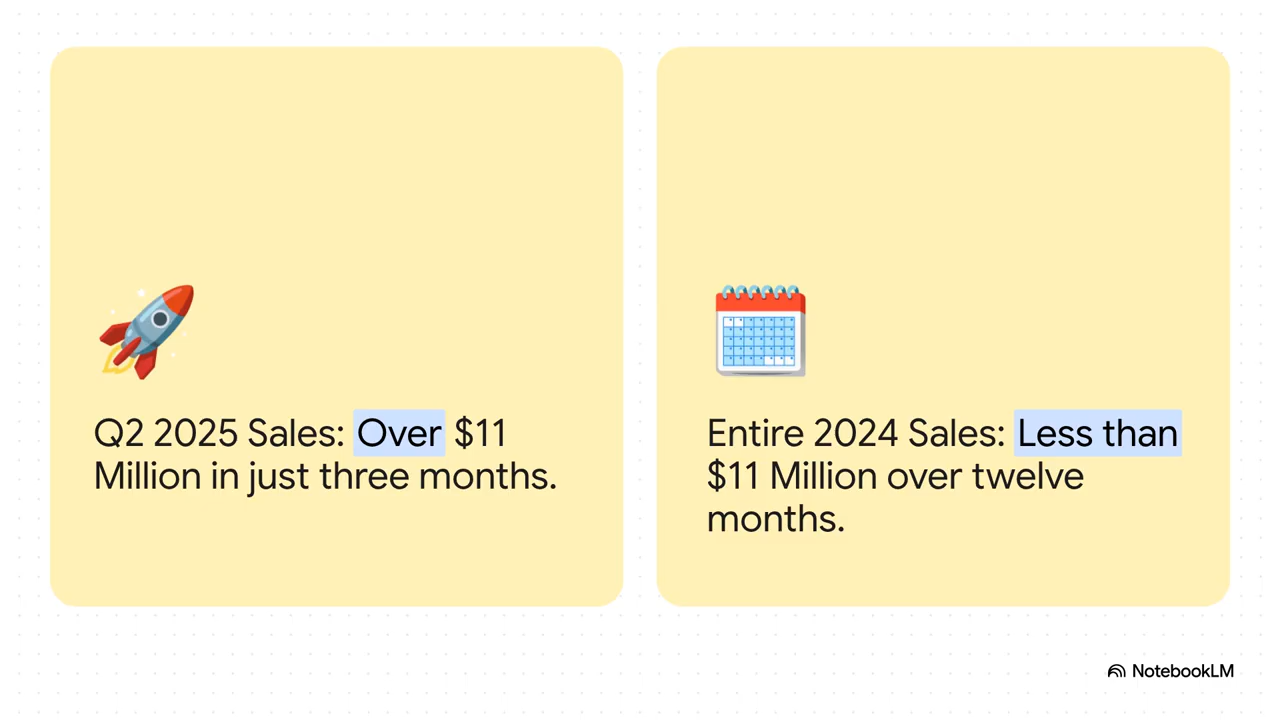 Q2 2025 Sales: Over $11
Million in just three months.
Entire 2024 Sales: Less than
$11 Million over twelve
months.
NotebookLM